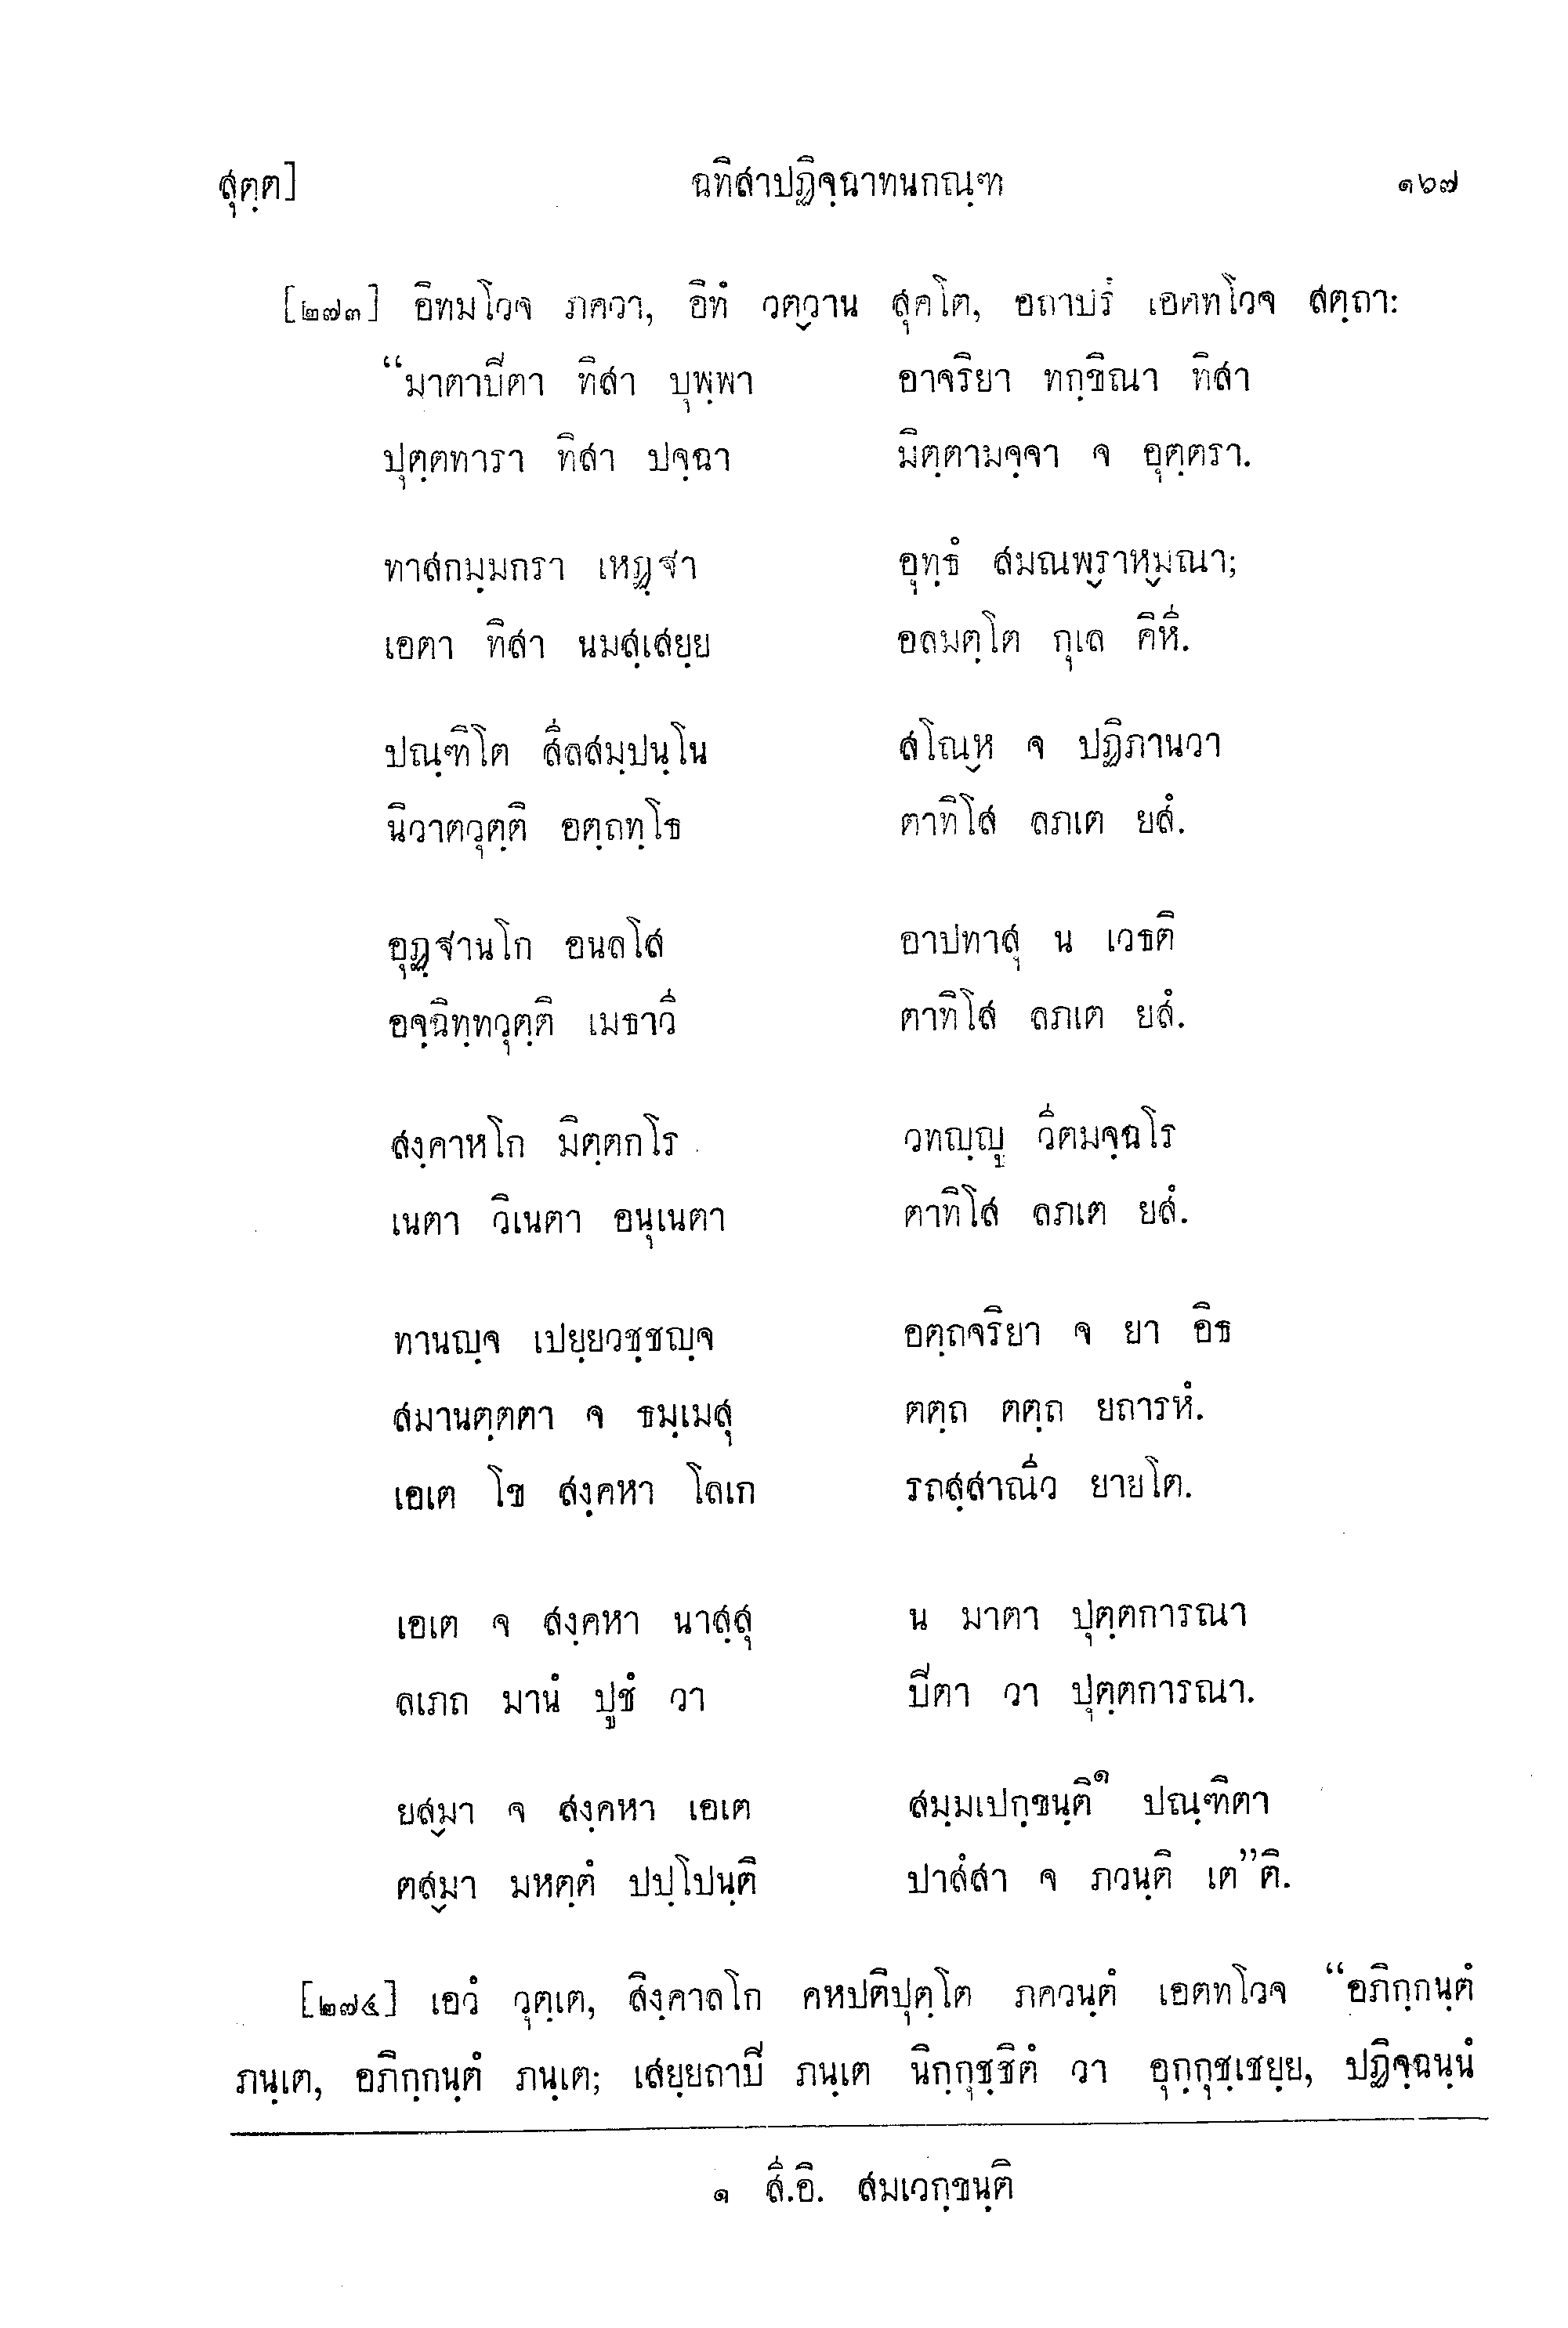 สุตฺต] ฉทิสาปฏิจฺฉาทนกณฺฑ ๑๖๗
[๒๗๓] อิทมโวจ ภควา, อิทํ วตฺวาน สุคโต, อถาปรํ เอตทโวจ สตฺถา:
“มาตาปีตา ทิสา ปุพฺพา อาจริยา ทกฺขิณา ทิสา
ปุตฺตทารา ทิสา ปจฺฉา มิตฺตามจฺจา จ อุตฺตรา.
ทาสกมฺมกรา เหฏฺฐา อุทฺธํ สมณพฺราหฺมณา;
เอตา ทิสา นมสฺเสยฺย อลมตฺโต กุเล คิหี.
ปณฺฑิโต สีลสมฺปนฺโน สโณฺห จ ปฏิภานวา
นิวาตวุตฺติ อตฺถทฺโธ ตาทิโส ลภเต ยสํ.
อุฏฺฐานโก อนลโส อาปทาสุ น เวธติ
อจฺฉิทฺทวุตฺติ เมธาวี ตาทิโส ลภเต ยสํ.
สงฺคาหโก มิตฺตกโร วทญฺญู วีตมจฺฉโร
เนตา วิเนตา อนุเนตา ตาทิโส ลภเต ยสํ.
ทานญฺจ เปยฺยวชฺชญฺจ อตฺถจริยา จ ยา อิธ
สมานตฺตตา จ ธมฺเมสุ ตตฺถ ตตฺถ ยถารหํ.
เอเต โข สงฺคหา โลเก รถสฺสาณีว ยายโต.
เอเต จ สงฺคหา นาสฺสุ น มาตา ปุตฺตการณา
ลเภถ มานํ ปูชํ วา ปีตา วา ปุตฺตการณา.
ยสฺมา จ สงฺคหา เอเต สมฺมเปกฺขนฺติ๑ ปณฺฑิตา
ตสฺมา มหตฺตํ ปปฺโปนฺติ ปาสํสา จ ภวนฺติ เต”ติ.
[๒๗๔] เอวํ วุตฺเต, สิงฺคาลโก คหปติปุตฺโต ภควนฺตํ เอตทโวจ “อภิกฺกนฺตํ
ภนฺเต, อภิกฺกนฺตํ ภนฺเต; เสยฺยถาปี ภนฺเต นิกฺกุชฺชิตํ วา อุกฺกุชฺเชยฺย, ปฏิจฺฉนฺนํ
๑ สี.อิ. สมเวกฺขนฺติ